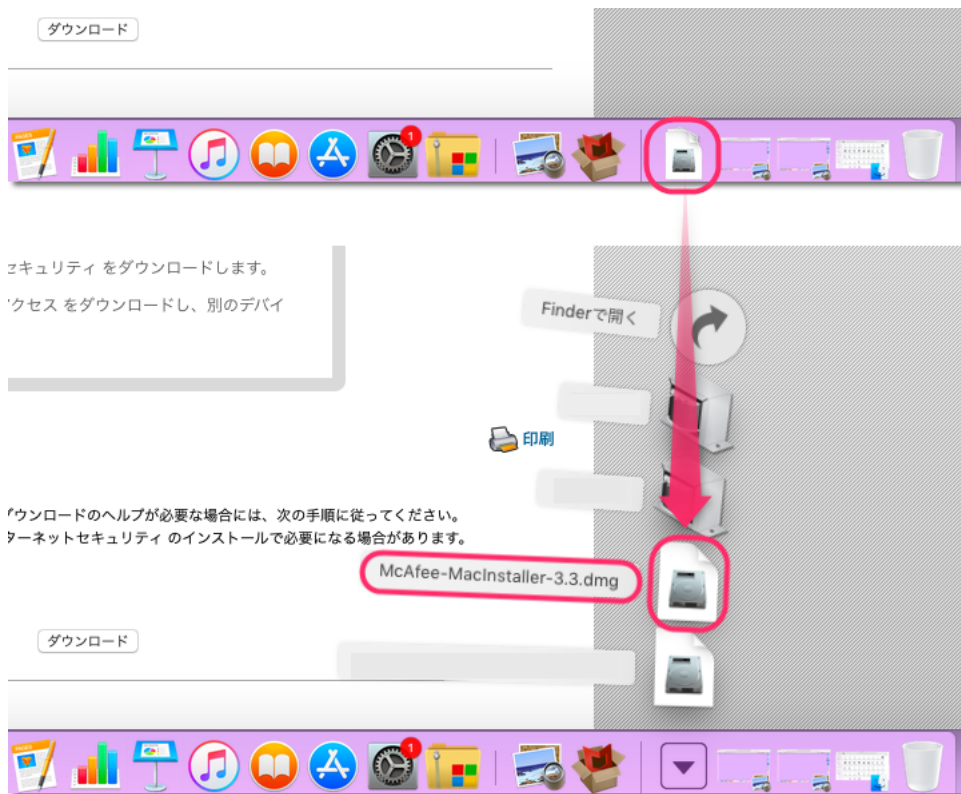 ダウンロード
PAGES
1
セキュリティ をダウンロードします。
クセス をダウンロードし、別のデバイ
Finderで開く
印刷
ダウンロードのヘルプが必要な場合には、次の手順に従ってください。
ターネットセキュリティ のインストールで必要になる場合があります。
McAfee-MacInstaller-3.3.dmg
ダウンロード
PAGES
1